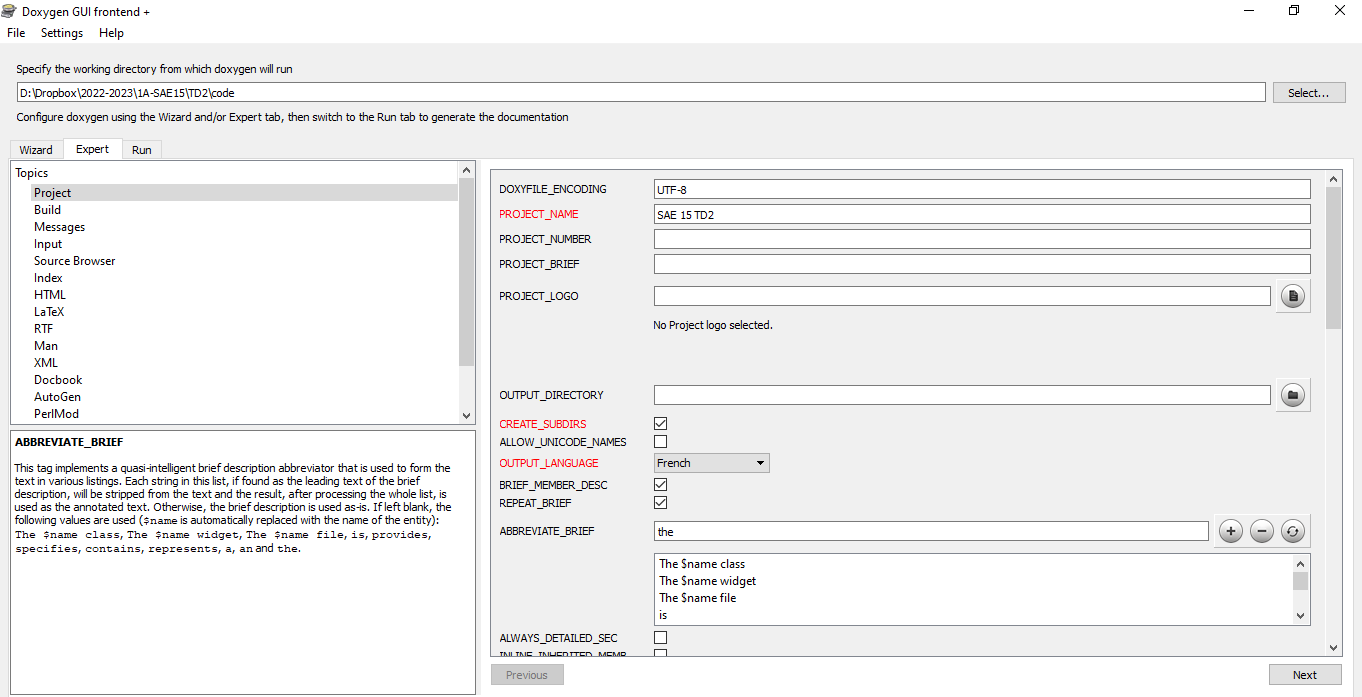 Doxygen GUI frontend +
File Settings Help
Specify the working directory from which doxygen will run
D:\Dropbox\2022-2023\1A-SAE15\TD2\code Select...
Configure doxygen using the Wizard and/or Expert tab, then switch to the Run tab to generate the documentation
Wizard Expert Run
Topics
Project
Build
Messages
Input
Source Browser
Index
HTML
LaTeX
RTF
Man
XML
Docbook
AutoGen
PerlMod
ABBREVIATE_BRIEF
This tag implements a quasi-intelligent brief description abbreviator that is used to form the
text in various listings. Each string in this list, if found as the leading text of the brief
description, will be stripped from the text and the result, after processing the whole list, is
used as the annotated text. Otherwise, the brief description is used as-is. If left blank, the
following values are used ($name is automatically replaced with the name of the entity):
The $name class, The $name widget, The $name file, is, provides,
specifies, contains, represents, a, an and the.
DOXYFILE_ENCODING UTF-8
PROJECT_NAME SAE 15 TD2
PROJECT_NUMBER
PROJECT_BRIEF
PROJECT_LOGO
No Project logo selected.
OUTPUT_DIRECTORY
CREATE_SUBDIRS
ALLOW_UNICODE_NAMES
OUTPUT_LANGUAGE French
BRIEF_MEMBER_DESC
REPEAT_BRIEF
ABBREVIATE_BRIEF the
The $name class
The $name widget
The $name file
is
ALWAYS_DETAILED_SEC
INLINE_INHERITED_MEMB
Previous Next